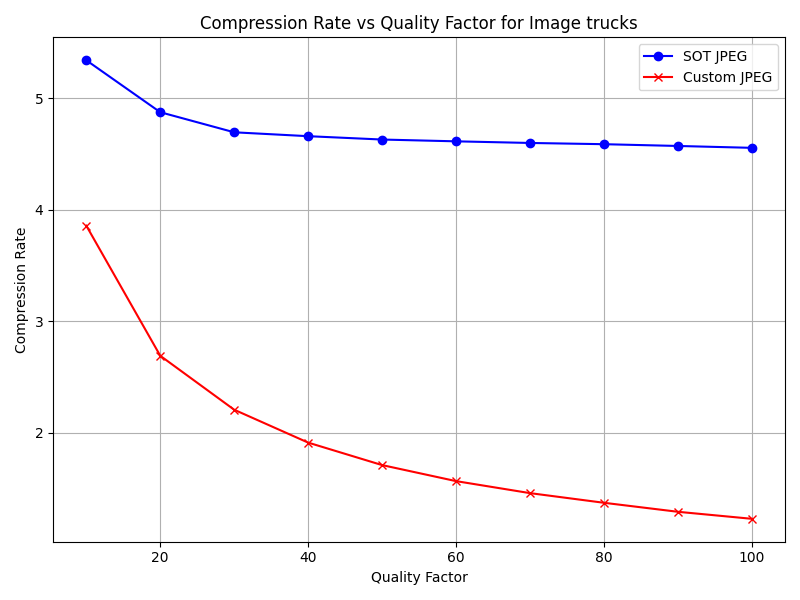 Compression Rate vs Quality Factor for Image trucks
SOT JPEG
Custom JPEG
5
4
3
2
Compression Rate
20 40 60 80 100
Quality Factor